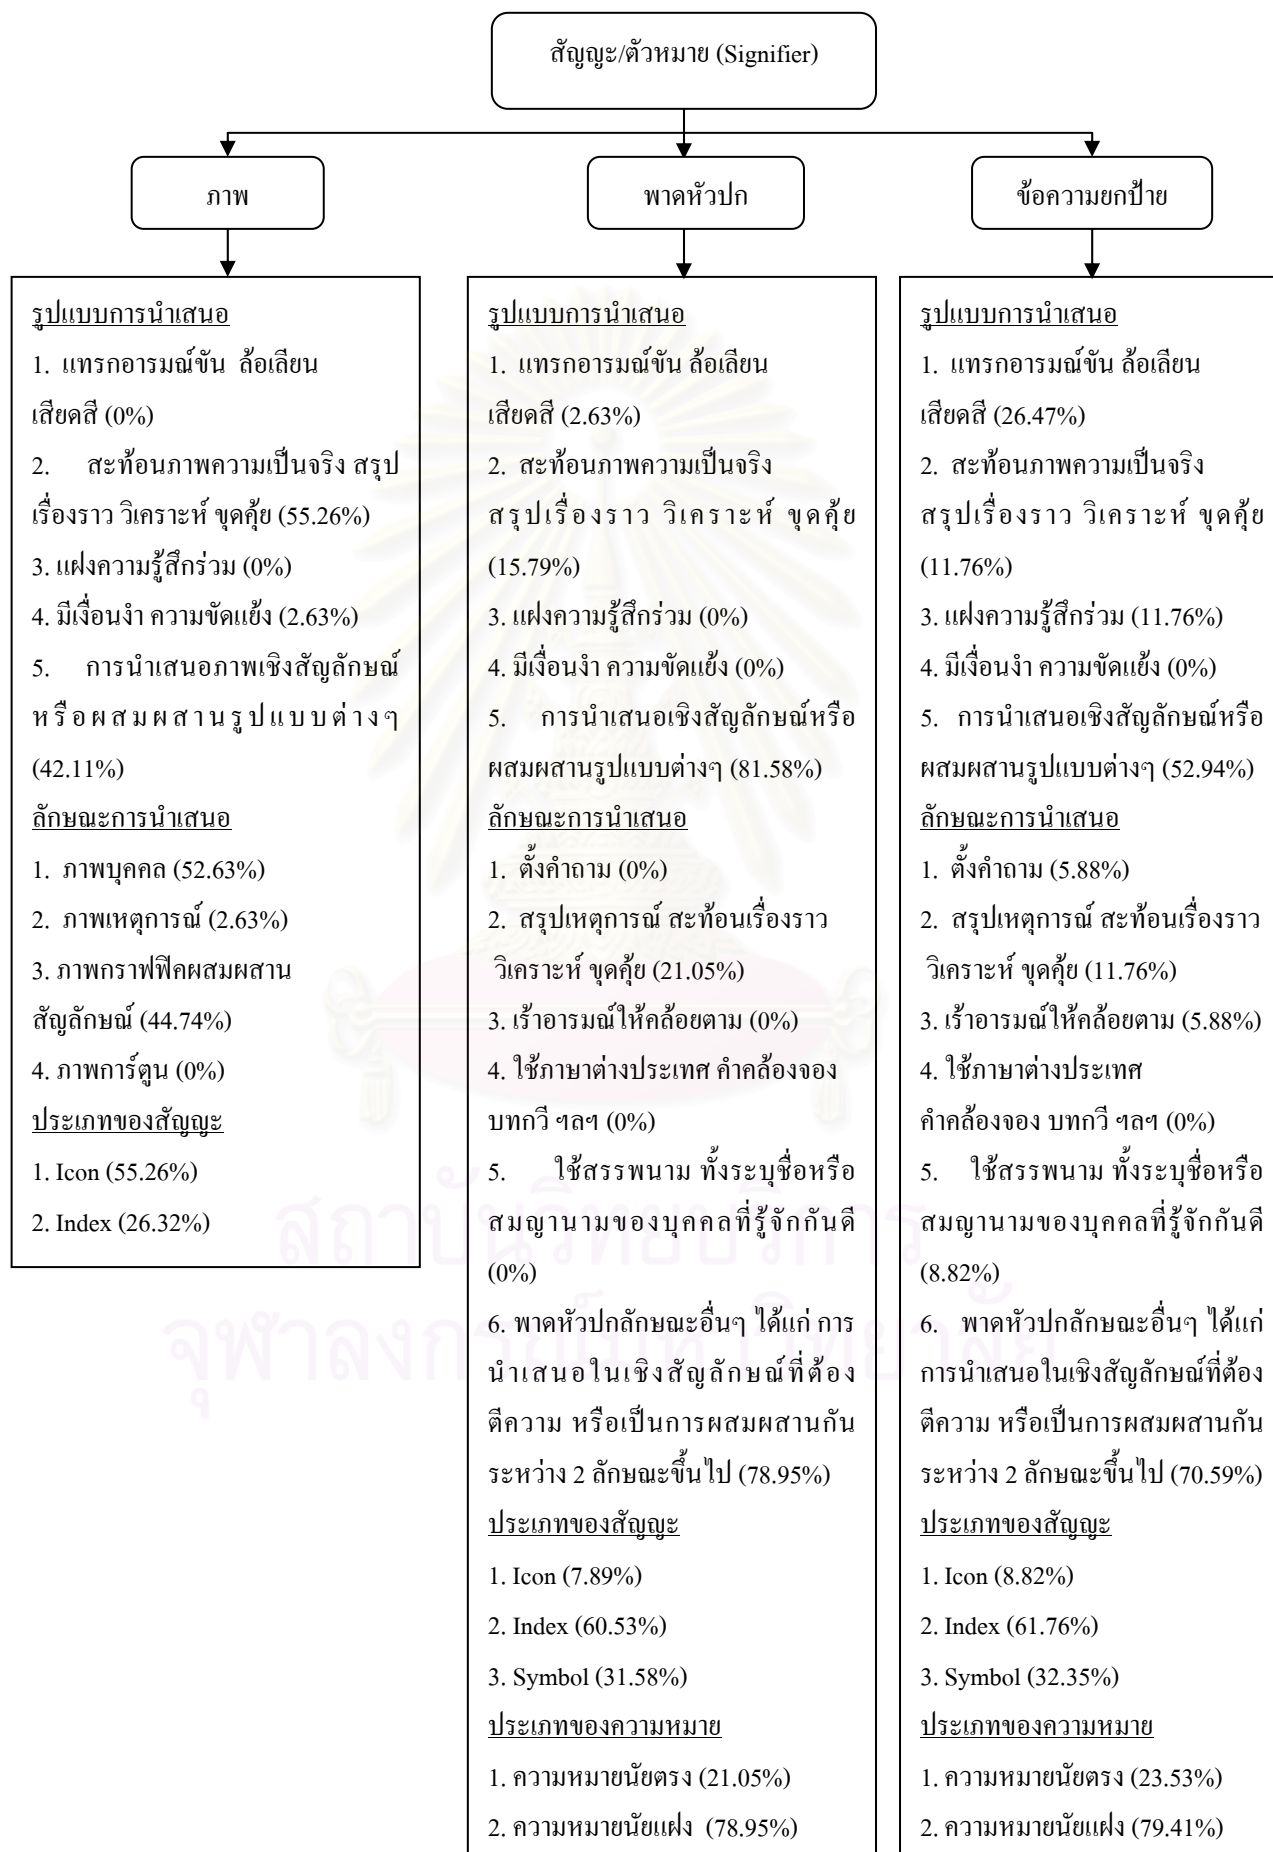 สัญญะ/ตัวหมาย (Signifier)
ภาพ
พาดหัวปก
ข้อความยกป้าย
รูปแบบการนำเสนอ
1. แทรกอารมณ์ขัน ล้อเลียน
เสียดสี (0%)
2. สะท้อนภาพความเป็นจริง สรุป
เรื่องราว วิเคราะห์ ขุดคุ้ย (55.26%)
3. แฝงความรู้สึกร่วม (0%)
4. มีเงื่อนงำ ความขัดแย้ง (2.63%)
5. การนำเสนอภาพเชิงสัญลักษณ์
หรือผสมผสานรูปแบบต่างๆ
(42.11%)
ลักษณะการนำเสนอ
1. ภาพบุคคล (52.63%)
2. ภาพเหตุการณ์ (2.63%)
3. ภาพกราฟฟิคผสมผสาน
สัญลักษณ์ (44.74%)
4. ภาพการ์ตูน (0%)
ประเภทของสัญญะ
1. Icon (55.26%)
2. Index (26.32%)
รูปแบบการนำเสนอ
1. แทรกอารมณ์ขัน ล้อเลียน
เสียดสี (2.63%)
2. สะท้อนภาพความเป็นจริง
สรุปเรื่องราว วิเคราะห์ ขุดคุ้ย
(15.79%)
3. แฝงความรู้สึกร่วม (0%)
4. มีเงื่อนงำ ความขัดแย้ง (0%)
5. การนำเสนอเชิงสัญลักษณ์หรือ
ผสมผสานรูปแบบต่างๆ (81.58%)
ลักษณะการนำเสนอ
1. ตั้งคำถาม (0%)
2. สรุปเหตุการณ์ สะท้อนเรื่องราว
วิเคราะห์ ขุดคุ้ย (21.05%)
3. เร้าอารมณ์ให้คล้อยตาม (0%)
4. ใช้ภาษาต่างประเทศ คำคล้องจอง
บทกวี ฯลฯ (0%)
5. ใช้สรรพนาม ทั้งระบุชื่อหรือ
สมญานามของบุคคลที่รู้จักกันดี
(0%)
6. พาดหัวปกลักษณะอื่นๆ ได้แก่ การ
นำเสนอในเชิงสัญลักษณ์ที่ต้อง
ตีความ หรือเป็นการผสมผสานกัน
ระหว่าง 2 ลักษณะขึ้นไป (78.95%)
ประเภทของสัญญะ
1. Icon (7.89%)
2. Index (60.53%)
3. Symbol (31.58%)
ประเภทของความหมาย
1. ความหมายนัยตรง (21.05%)
2. ความหมายนัยแฝง (78.95%)
รูปแบบการนำเสนอ
1. แทรกอารมณ์ขัน ล้อเลียน
เสียดสี (26.47%)
2. สะท้อนภาพความเป็นจริง
สรุปเรื่องราว วิเคราะห์ ขุดคุ้ย
(11.76%)
3. แฝงความรู้สึกร่วม (11.76%)
4. มีเงื่อนงำ ความขัดแย้ง (0%)
5. การนำเสนอเชิงสัญลักษณ์หรือ
ผสมผสานรูปแบบต่างๆ (52.94%)
ลักษณะการนำเสนอ
1. ตั้งคำถาม (5.88%)
2. สรุปเหตุการณ์ สะท้อนเรื่องราว
วิเคราะห์ ขุดคุ้ย (11.76%)
3. เร้าอารมณ์ให้คล้อยตาม (5.88%)
4. ใช้ภาษาต่างประเทศ
คำคล้องจอง บทกวี ฯลฯ (0%)
5. ใช้สรรพนาม ทั้งระบุชื่อหรือ
สมญานามของบุคคลที่รู้จักกันดี
(8.82%)
6. พาดหัวปกลักษณะอื่นๆ ได้แก่
การนำเสนอในเชิงสัญลักษณ์ที่ต้อง
ตีความ หรือเป็นการผสมผสานกัน
ระหว่าง 2 ลักษณะขึ้นไป (70.59%)
ประเภทของสัญญะ
1. Icon (8.82%)
2. Index (61.76%)
3. Symbol (32.35%)
ประเภทของความหมาย
1. ความหมายนัยตรง (23.53%)
2. ความหมายนัยแฝง (79.41%)
สถาบันวิทยบริการ
จุฬาลงกรณ์มหาวิทยาลัย